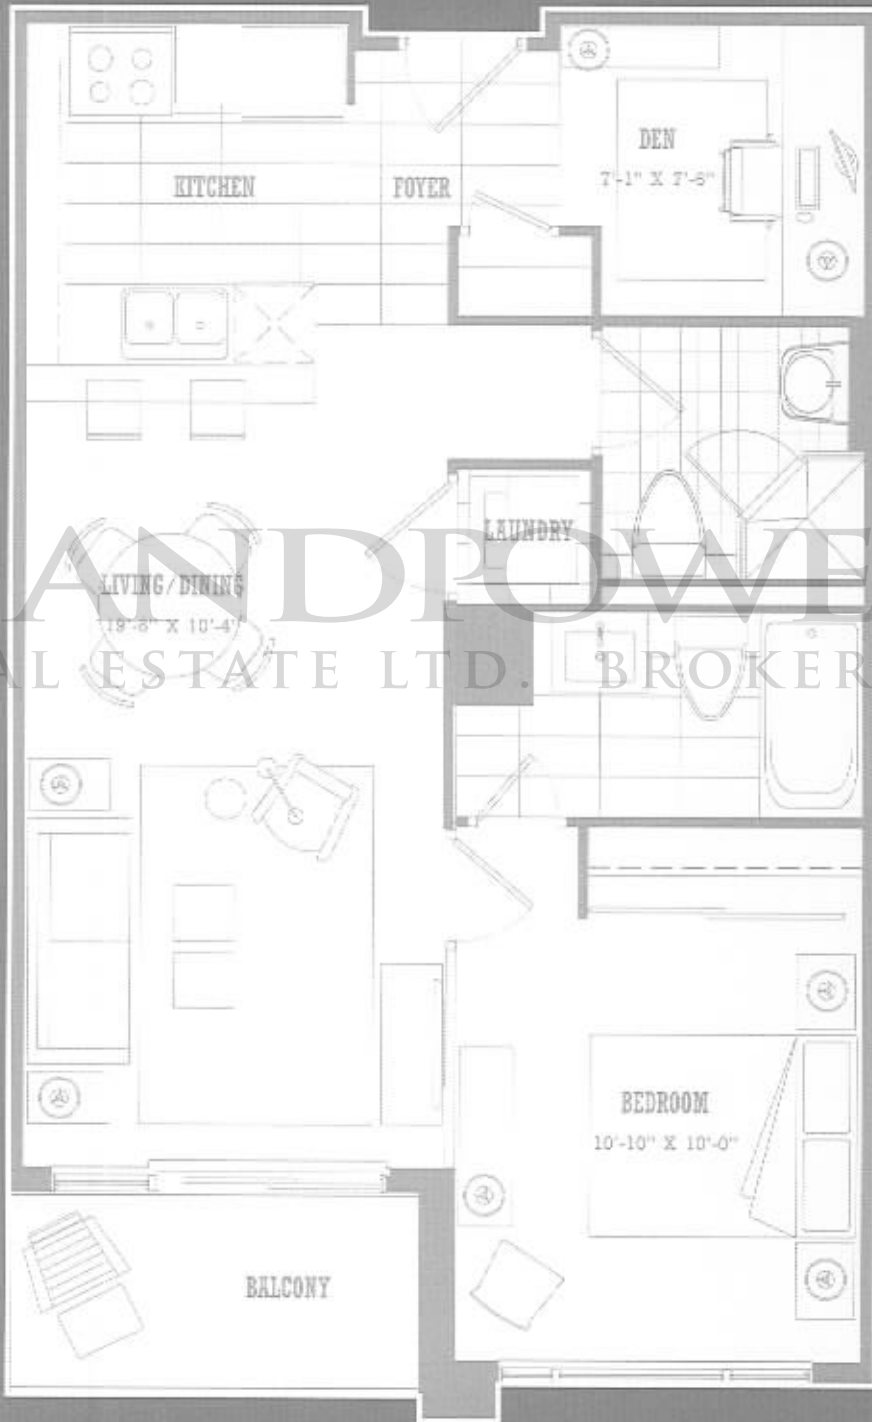 DEN
7'-1" X 7'-6"
KITCHEN
FOYER
LAUNDRY
LIVING/DINING
19'-8" X 10'-4"
ANDPOWE
AL ESTATE LTD. BROKER
BEDROOM
10'-10" X 10'-0"
BALCONY